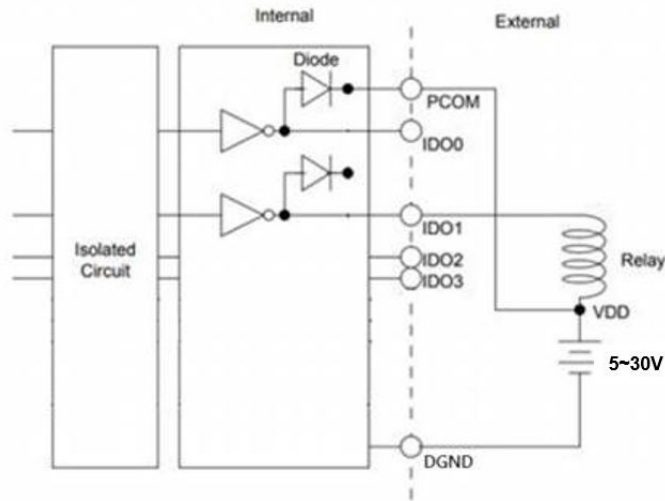 Internal
External
Diode
PCOM
IDO0
IDO1
Isolated
Circuit
IDO2
IDO3
Relay
VDD
5~30V
DGND